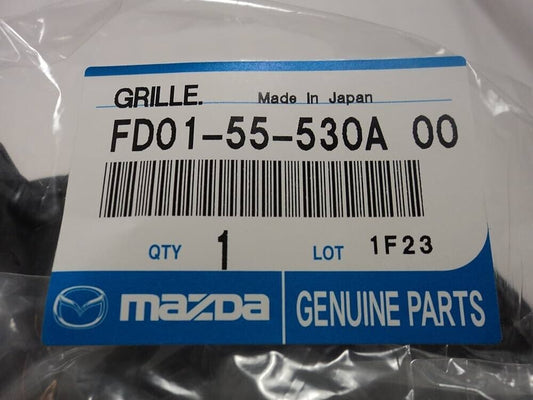 GRILLE. Made In Japan
FD01-55-530A 00
QTY 1 LOT 1F23
mazda GENUINE PARTS